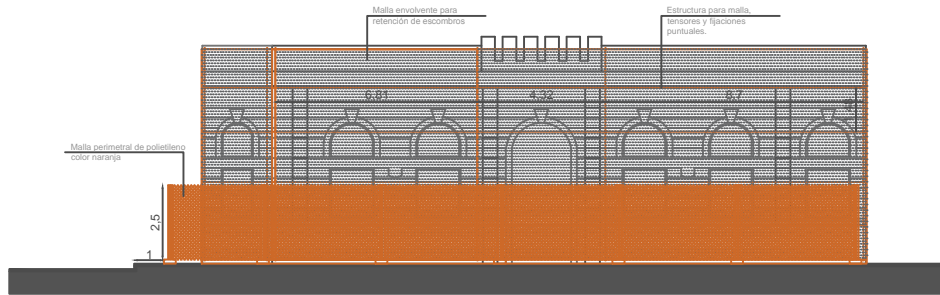 Malla envolvente para
retención de escombros
Estructura para malla,
tensores y fijaciones
puntuales.
6.81
4.32
8.7
Malla perimetral de polietileno
color naranja
2,5
1